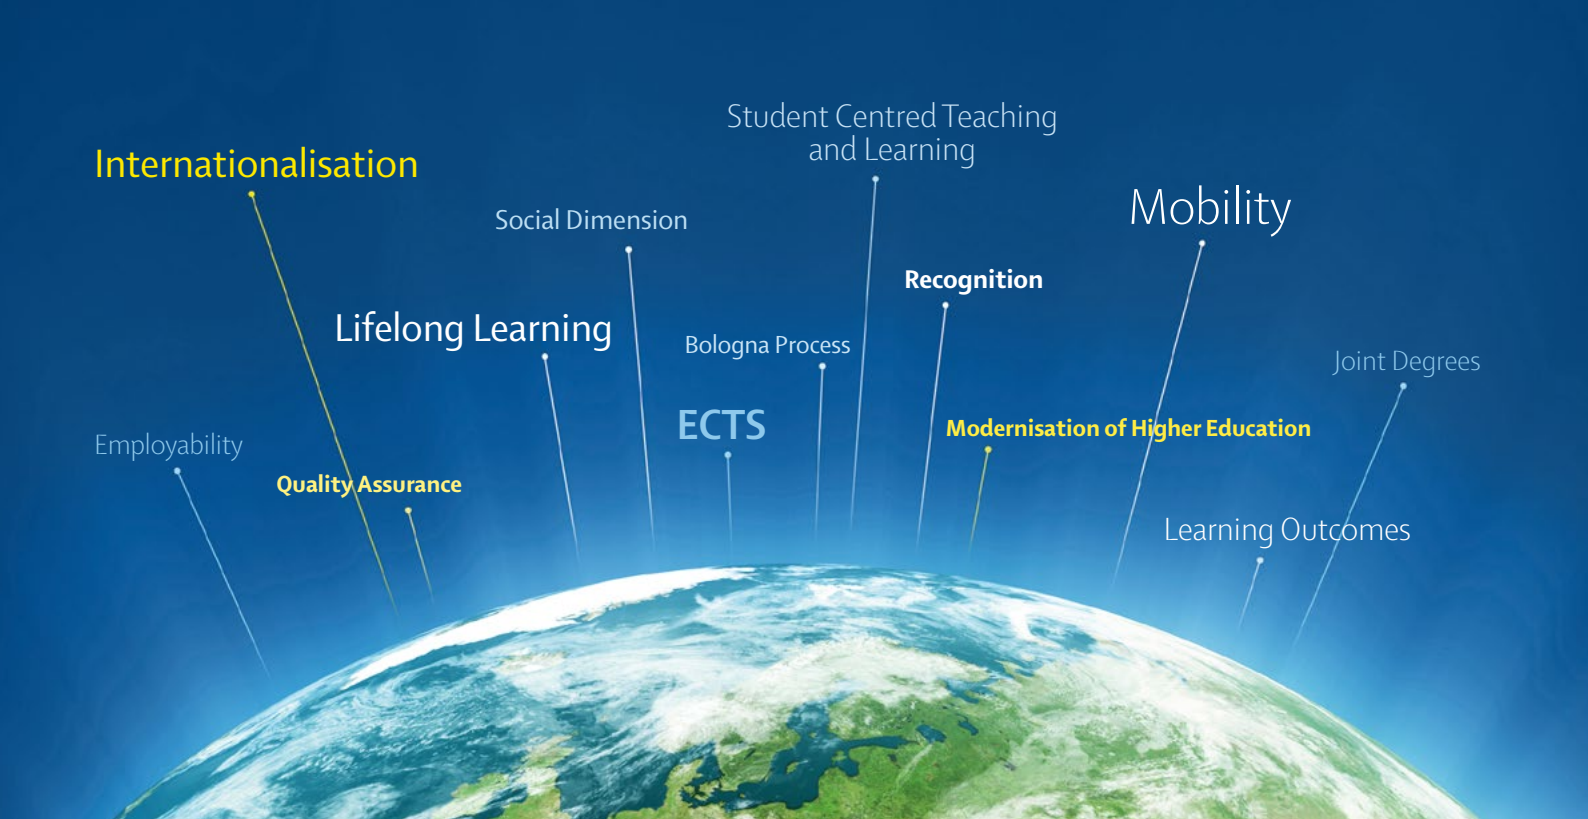 Student Centred Teaching
and Learning
Internationalisation
Mobility
Social Dimension
Recognition
Lifelong Learning
Bologna Process
Joint Degrees
ECTS
Modernisation of Higher Education
Employability
Quality Assurance
Learning Outcomes